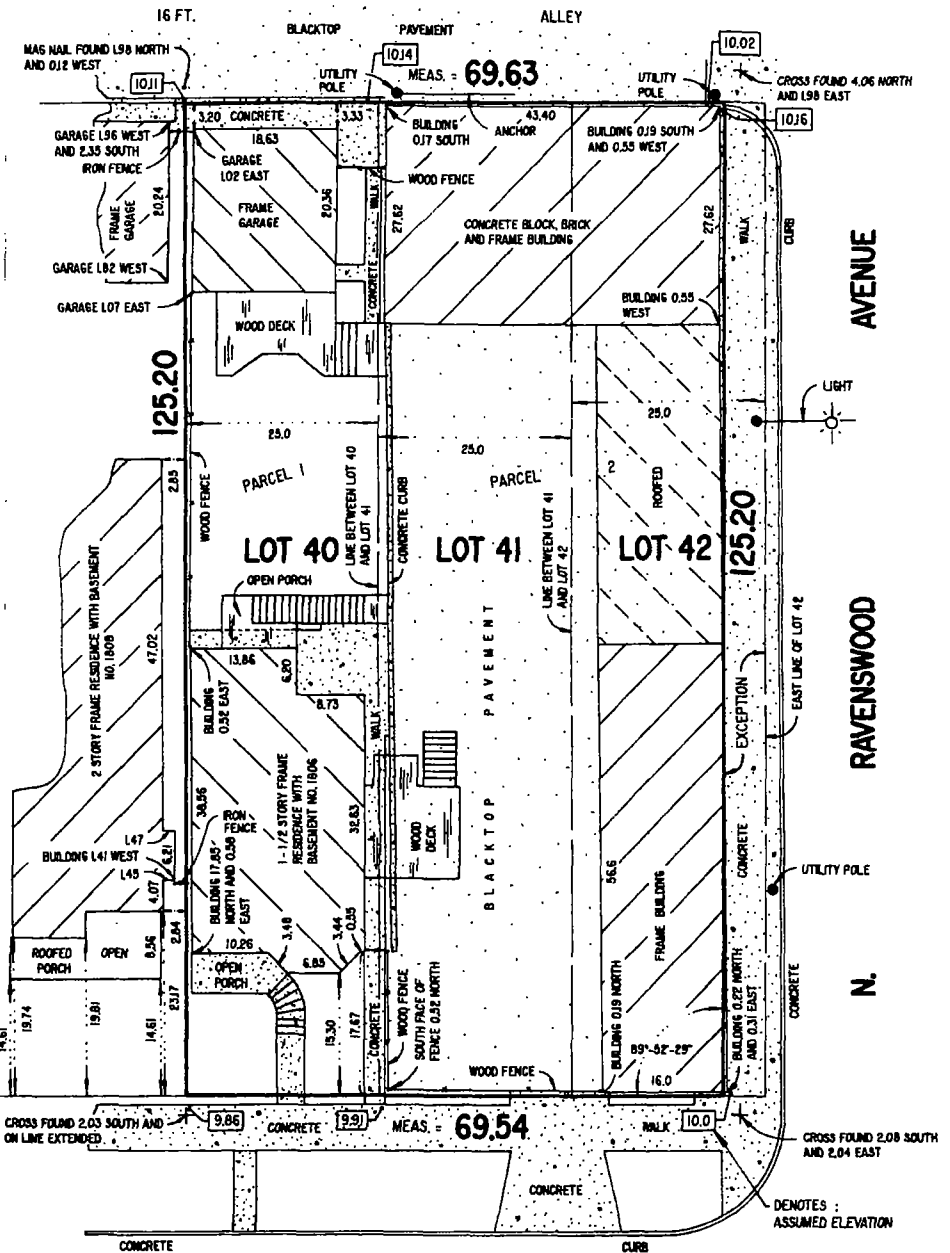 16 FT.
BLACKTOP
PAVEMENT
ALLEY
MAG NAIL FOUND 1.98 NORTH
AND 0.12 WEST
10.11
10.14
UTILITY
POLE
MEAS. = 69.63
UTILITY
POLE
10.02
CROSS FOUND 4.06 NORTH
AND 1.98 EAST
10.16
GARAGE 1.96 WEST
AND 2.35 SOUTH
IRON FENCE
3.20
CONCRETE
3.33
18.63
GARAGE
1.02 EAST
BUILDING
0.17 SOUTH
ANCHOR
43.40
BUILDING 0.19 SOUTH
AND 0.55 WEST
WOOD FENCE
FRAME
GARAGE
20.24
FRAME
GARAGE
20.36
WALK
CONCRETE
27.62
CONCRETE BLOCK, BRICK
AND FRAME BUILDING
27.62
WALK
CURB
AVENUE
GARAGE 1.82 WEST
GARAGE 1.07 EAST
BUILDING 0.55
WEST
WOOD DECK
125.20
LIGHT
25.0
25.0
25.0
2.85
WOOD FENCE
PARCEL 1
PARCEL
2
ROOFED
LINE BETWEEN LOT 40
AND LOT 41
CONCRETE CURB
LINE BETWEEN LOT 41
AND LOT 42
LOT 40
LOT 41
LOT 42
125.20
OPEN PORCH
2 STORY FRAME RESIDENCE WITH BASEMENT
NO. 1808
47.02
13.86
6.20
8.73
BUILDING
0.52 EAST
WALK
BLACKTOP
PAVEMENT
EXCEPTION
EAST LINE OF LOT 42
RAVENSWOOD
38.56
1-1/2 STORY FRAME
RESIDENCE WITH
BASEMENT NO. 1806
32.63
WOOD
DECK
56.6
FRAME BUILDING
CONCRETE
UTILITY POLE
IRON
FENCE
1.47
6.21
BUILDING 1.41 WEST
1.45
4.07
BUILDING 17.85
NORTH AND 0.58
EAST
10.26
3.48
3.44
0.55
6.85
2.84
ROOFED
PORCH
OPEN
8.56
OPEN
PORCH
23.17
14.61
19.74
19.81
14.61
15.30
17.67
CONCRETE
WOOD FENCE
SOUTH FACE OF
FENCE 0.52 NORTH
WOOD FENCE
BUILDING 0.19 NORTH
89°-52'-29"
16.0
BUILDING 0.22 NORTH
AND 0.31 EAST
CONCRETE
N.
CROSS FOUND 2.03 SOUTH AND
ON LINE EXTENDED
9.86
CONCRETE
9.91
MEAS. = 69.54
WALK
10.0
CROSS FOUND 2.08 SOUTH
AND 2.04 EAST
CONCRETE
DENOTES :
ASSUMED ELEVATION
CONCRETE
CURB